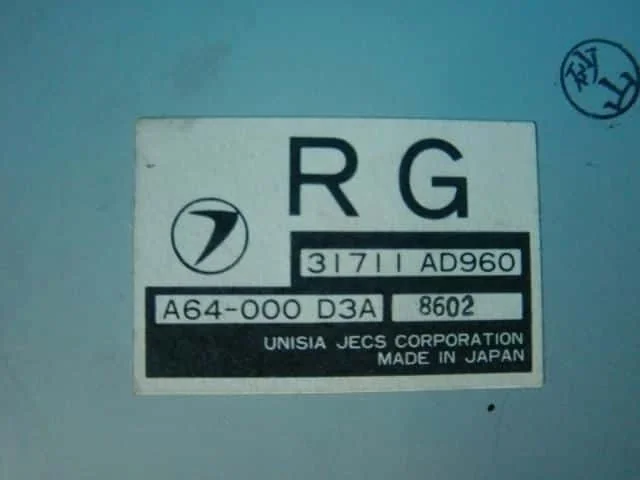 RG
31711 AD960
A64-000 D3A 8602
UNISIA JECS CORPORATION
MADE IN JAPAN